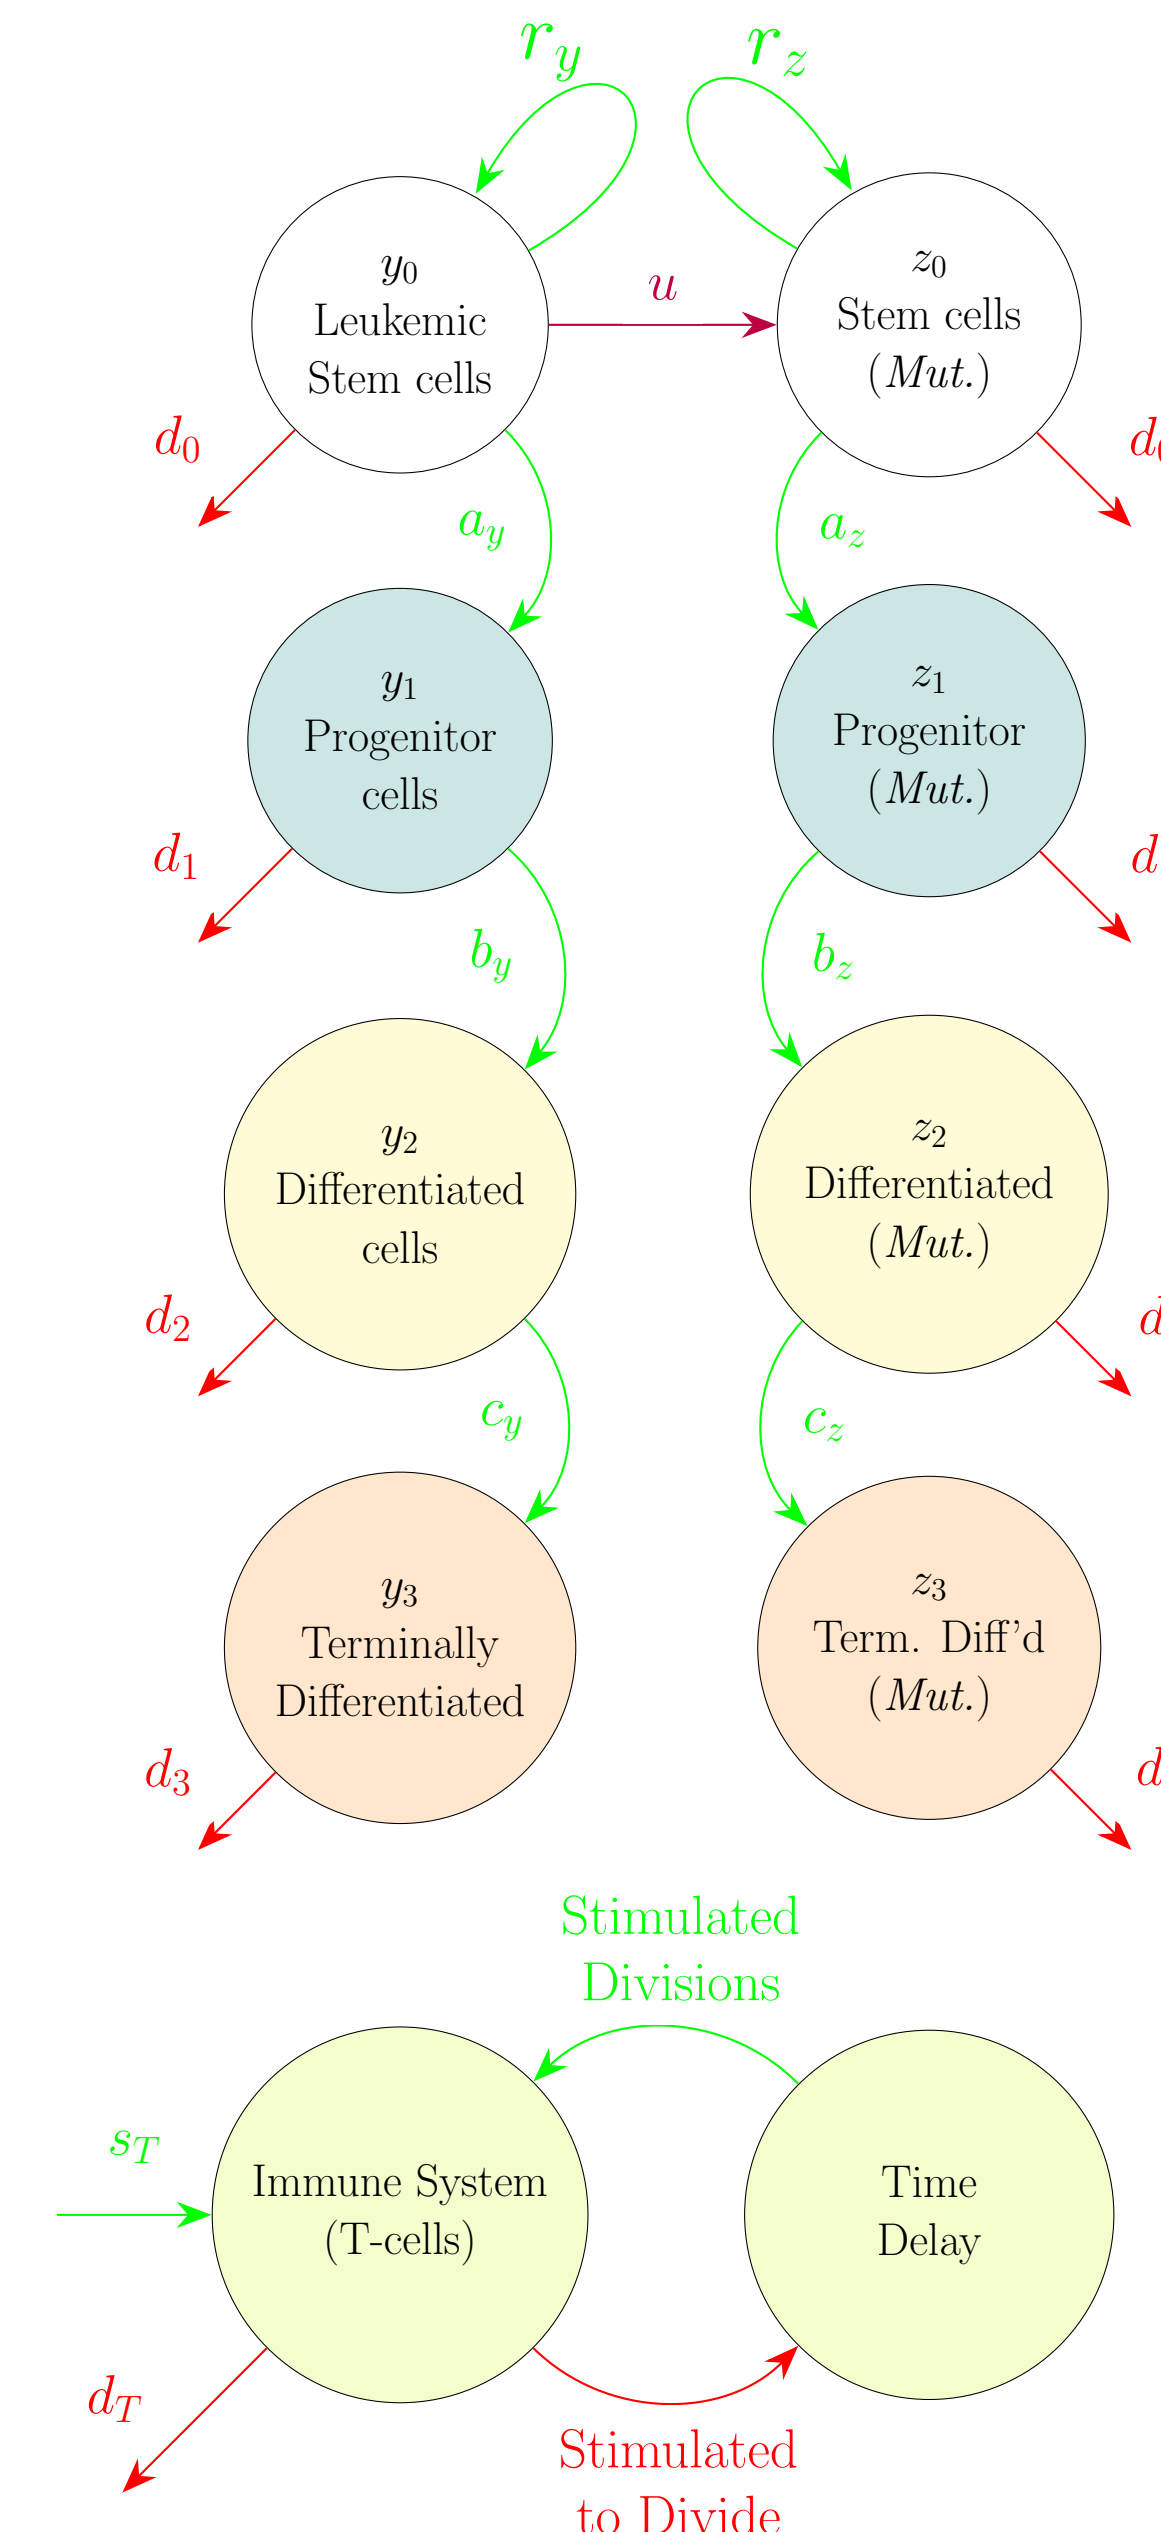 r_y
r_z
y_0
Leukemic
Stem cells
u
z_0
Stem cells
(Mut.)
d_0
a_y
a_z
y_1
Progenitor
cells
z_1
Progenitor
(Mut.)
d_1
d
b_y
b_z
y_2
Differentiated
cells
z_2
Differentiated
(Mut.)
d_2
d
c_y
c_z
y_3
Terminally
Differentiated
z_3
Term. Diff'd
(Mut.)
d_3
d
Stimulated
Divisions
s_T
Immune System
(T-cells)
Time
Delay
d_T
Stimulated
to Divide